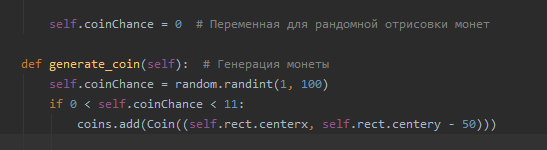 self.coinChance = 0  # Переменная для рандомной отрисовки монет
def generate_coin(self):  # Генерация монеты
self.coinChance = random.randint(1, 100)
if 0 < self.coinChance < 11:
coins.add(Coin((self.rect.centerx, self.rect.centery - 50)))